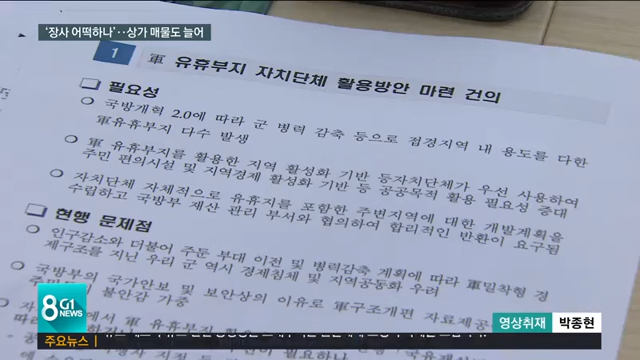 '장사 어떡하나'‥상가 매물도 늘어
1 軍 유휴부지 자치단체 활용방안 마련 건의
❏ 필요성
○ 국방개혁 2.0에 따라 군 병력 감축 등으로 접경지역 내 용도를 다한
軍유휴부지 다수 발생
○ 軍 유휴부지를 활용한 지역 활성화 기반 등자치단체가 우선 사용하여
주민 편의시설 및 지역경제 활성화 기반 등 공공목적 활용 필요성 증대
○ 자치단체 자체적으로 유휴지를 포함한 주변지역에 대한 개발계획을
수립하고 국방부 재산 관리 부서와 협의하여 합리적인 반환이 요구됨
❏ 현행 문제점
○ 인구감소와 더불어 주둔 부대 이전 및 병력감축 계획에 따라 軍밀착형 경
제구조를 지닌 우리 군 역시 경제침체 및 지역공동화 우려
○ 국방부의 국가안보 및 보안상의 이유로 軍구조개편 자료제공
불안감 가중
8 G1 NEWS
영상취재 박종현
주요뉴스